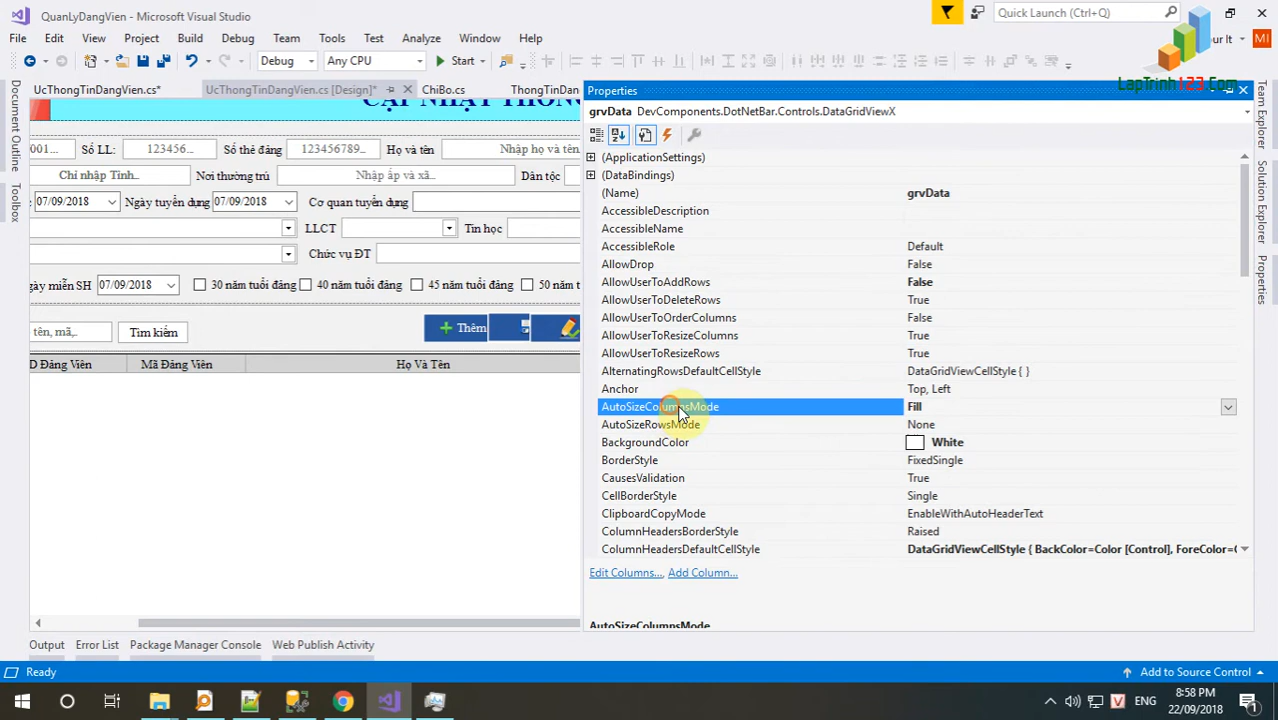 QuanLyDangVien - Microsoft Visual Studio
Quick Launch (Ctrl+Q)
File Edit View Project Build Debug Team Tools Test Analyze Window Help
ur It MI
Debug Any CPU Start
LapTrinh123.Com
UcThongTinDangVien.cs* UcThongTinDangVien.cs [Design]* ChiBo.cs ThongTinDan
Document Outline
Toolbox
Team Explorer
Solution Explorer
Properties
CẬP NHẬT THÔNG
001... Số LL: 123456... Số thẻ đảng 123456789... Họ và tên Nhập họ và tên
Chỉ nhập Tỉnh.. Nơi thường trú Nhập ấp và xã.. Dân tộc
07/09/2018 Ngày tuyển dụng 07/09/2018 Cơ quan tuyển dụng
LLCT Tin học
Chức vụ ĐT
gày miễn SH 07/09/2018 30 năm tuổi đảng 40 năm tuổi đảng 45 năm tuổi đảng 50 n
tên, mã,.. Tìm kiếm Thêm
D Đảng Viên Mã Đảng Viên Họ Và Tên
Properties
grvData DevComponents.DotNetBar.Controls.DataGridViewX
(ApplicationSettings)
(DataBindings)
(Name) grvData
AccessibleDescription
AccessibleName
AccessibleRole Default
AllowDrop False
AllowUserToAddRows False
AllowUserToDeleteRows True
AllowUserToOrderColumns False
AllowUserToResizeColumns True
AllowUserToResizeRows True
AlternatingRowsDefaultCellStyle DataGridViewCellStyle { }
Anchor Top, Left
AutoSizeColumnsMode Fill
AutoSizeRowsMode None
BackgroundColor White
BorderStyle FixedSingle
CausesValidation True
CellBorderStyle Single
ClipboardCopyMode EnableWithAutoHeaderText
ColumnHeadersBorderStyle Raised
ColumnHeadersDefaultCellStyle DataGridViewCellStyle { BackColor=Color [Control], ForeColor=C
Edit Columns..., Add Column...
AutoSizeColumnsMode
Output Error List Package Manager Console Web Publish Activity
Ready Add to Source Control
ENG 8:58 PM
22/09/2018